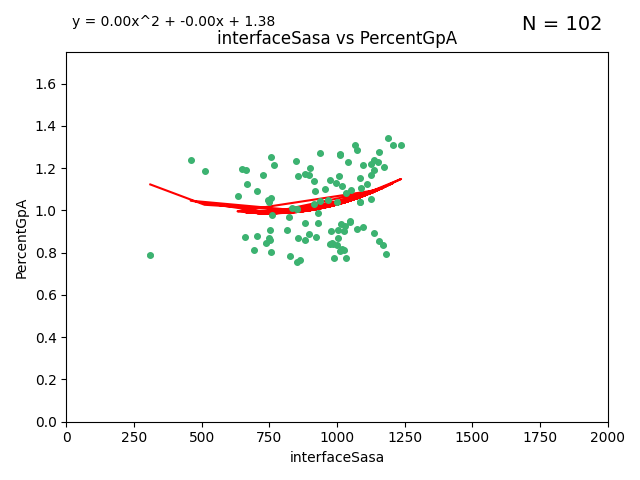 y = 0.00x^2 + -0.00x + 1.38
N = 102
interfaceSasa vs PercentGpA
1.6
1.4
1.2
1.0
0.8
0.6
0.4
0.2
0.0
PercentGpA
0 250 500 750 1000 1250 1500 1750 2000
interfaceSasa